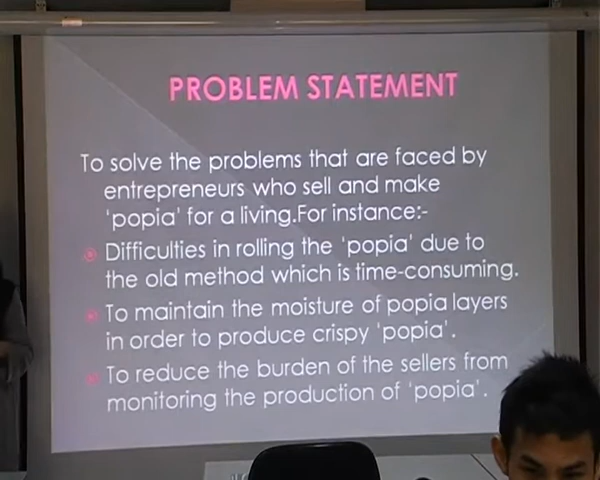 PROBLEM STATEMENT
To solve the problems that are faced by
entrepreneurs who sell and make
'popia' for a living.For instance:-
Difficulties in rolling the 'popia' due to
the old method which is time-consuming.
To maintain the moisture of popia layers
in order to produce crispy 'popia'.
To reduce the burden of the sellers from
monitoring the production of 'popia'.